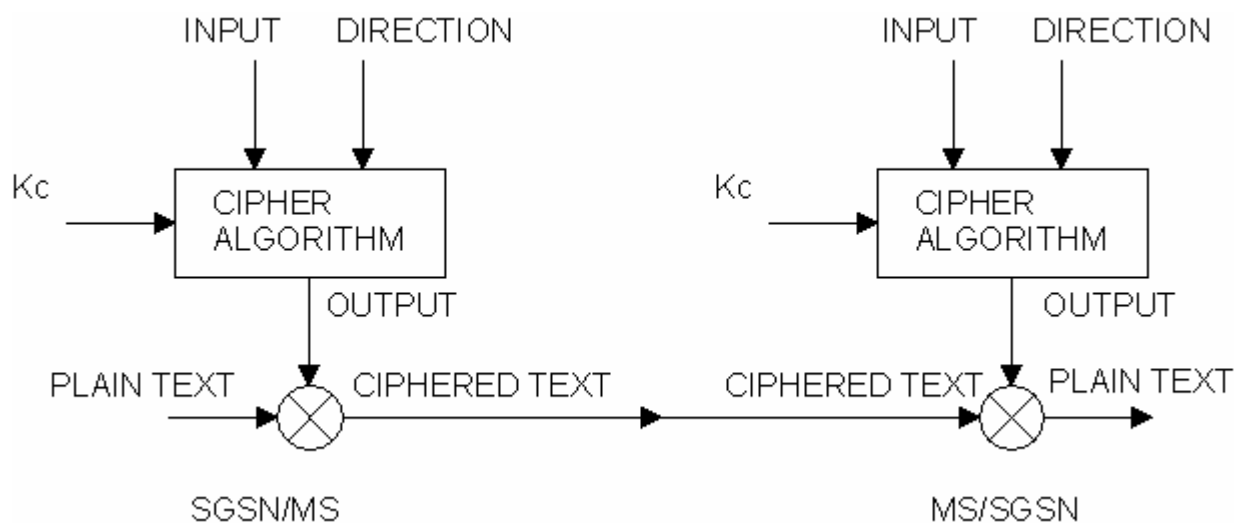 INPUT DIRECTION INPUT DIRECTION
Kc Kc
CIPHER CIPHER
ALGORITHM ALGORITHM
OUTPUT OUTPUT
PLAIN TEXT CIPHERED TEXT CIPHERED TEXT PLAIN TEXT
SGSN/MS MS/SGSN